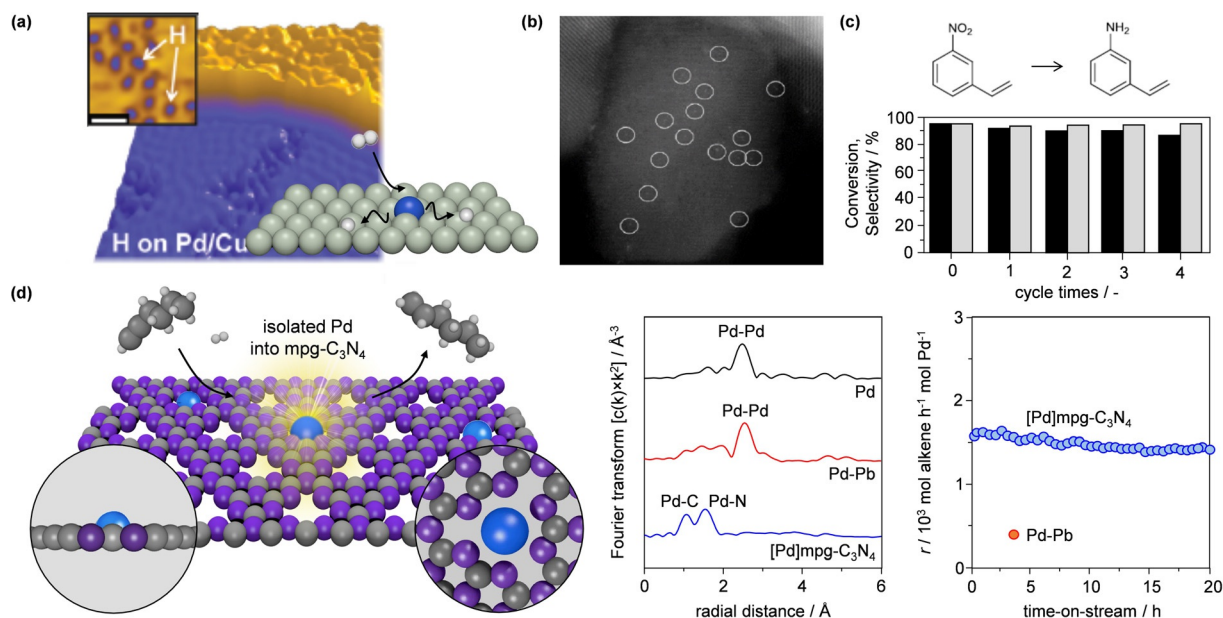 (a)
H
H on Pd/Cu
(b)
(c)
NO₂
NH₂
Conversion,
Selectivity / %
100
80
60
40
20
0
0 1 2 3 4
cycle times / -
(d)
isolated Pd
into mpg-C₃N₄
Fourier transform [c(k)×k²] / Å⁻³
Pd-Pd
Pd
Pd-Pd
Pd-Pb
Pd-C Pd-N
[Pd]mpg-C₃N₄
0 1 2 3 4 5 6
radial distance / Å
r / 10³ mol alkene h⁻¹ mol Pd⁻¹
3
2
1
0
[Pd]mpg-C₃N₄
Pd-Pb
0 5 10 15 20
time-on-stream / h